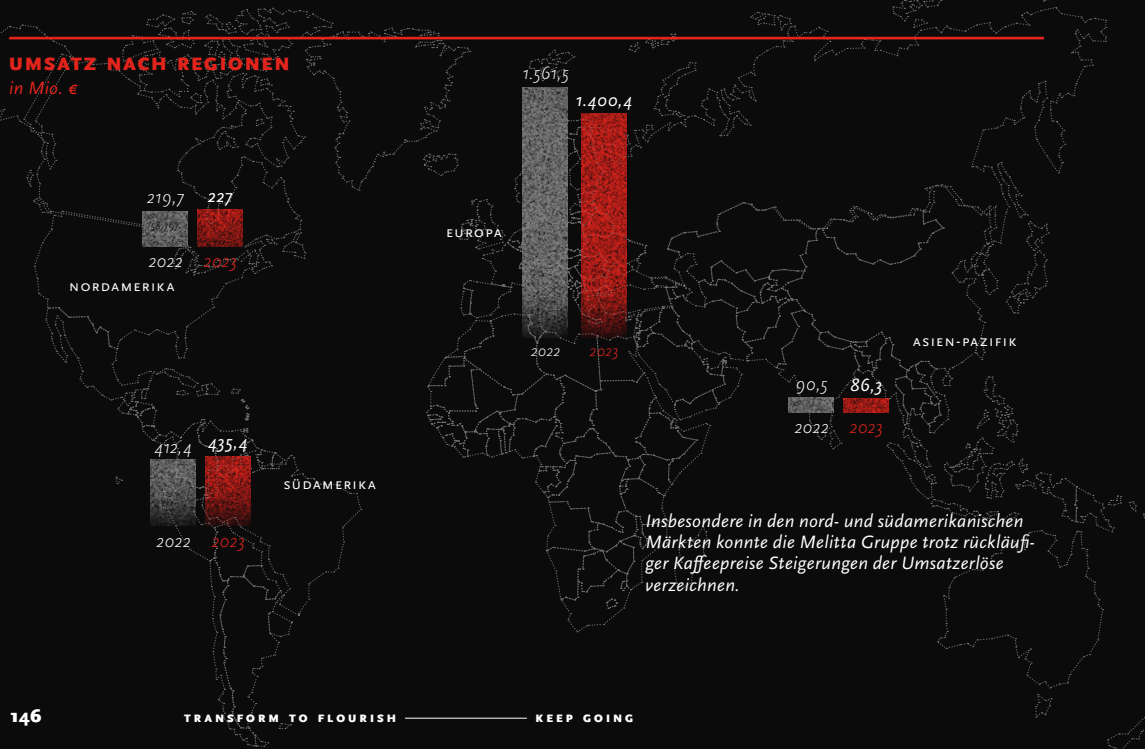 UMSATZ NACH REGIONEN
in Mio. €
1.561,5
1.400,4
219,7
227
2022
2023
NORDAMERIKA
EUROPA
2022
2023
ASIEN-PAZIFIK
90,5
86,3
2022
2023
412,4
435,4
SÜDAMERIKA
2022
2023
Insbesondere in den nord- und südamerikanischen
Märkten konnte die Melitta Gruppe trotz rückläufi-
ger Kaffeepreise Steigerungen der Umsatzerlöse
verzeichnen.
146
TRANSFORM TO FLOURISH
KEEP GOING